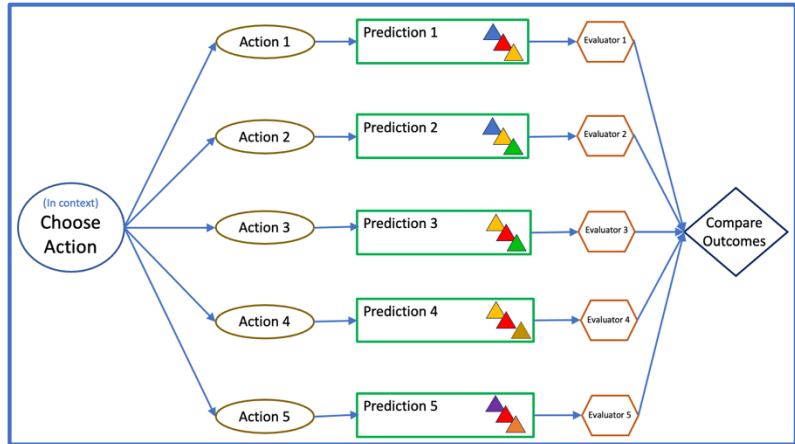 Action 1
Prediction 1
Evaluator 1
Action 2
Prediction 2
Evaluator 2
(In context)
Choose
Action
Action 3
Prediction 3
Evaluator 3
Compare
Outcomes
Action 4
Prediction 4
Evaluator 4
Action 5
Prediction 5
Evaluator 5